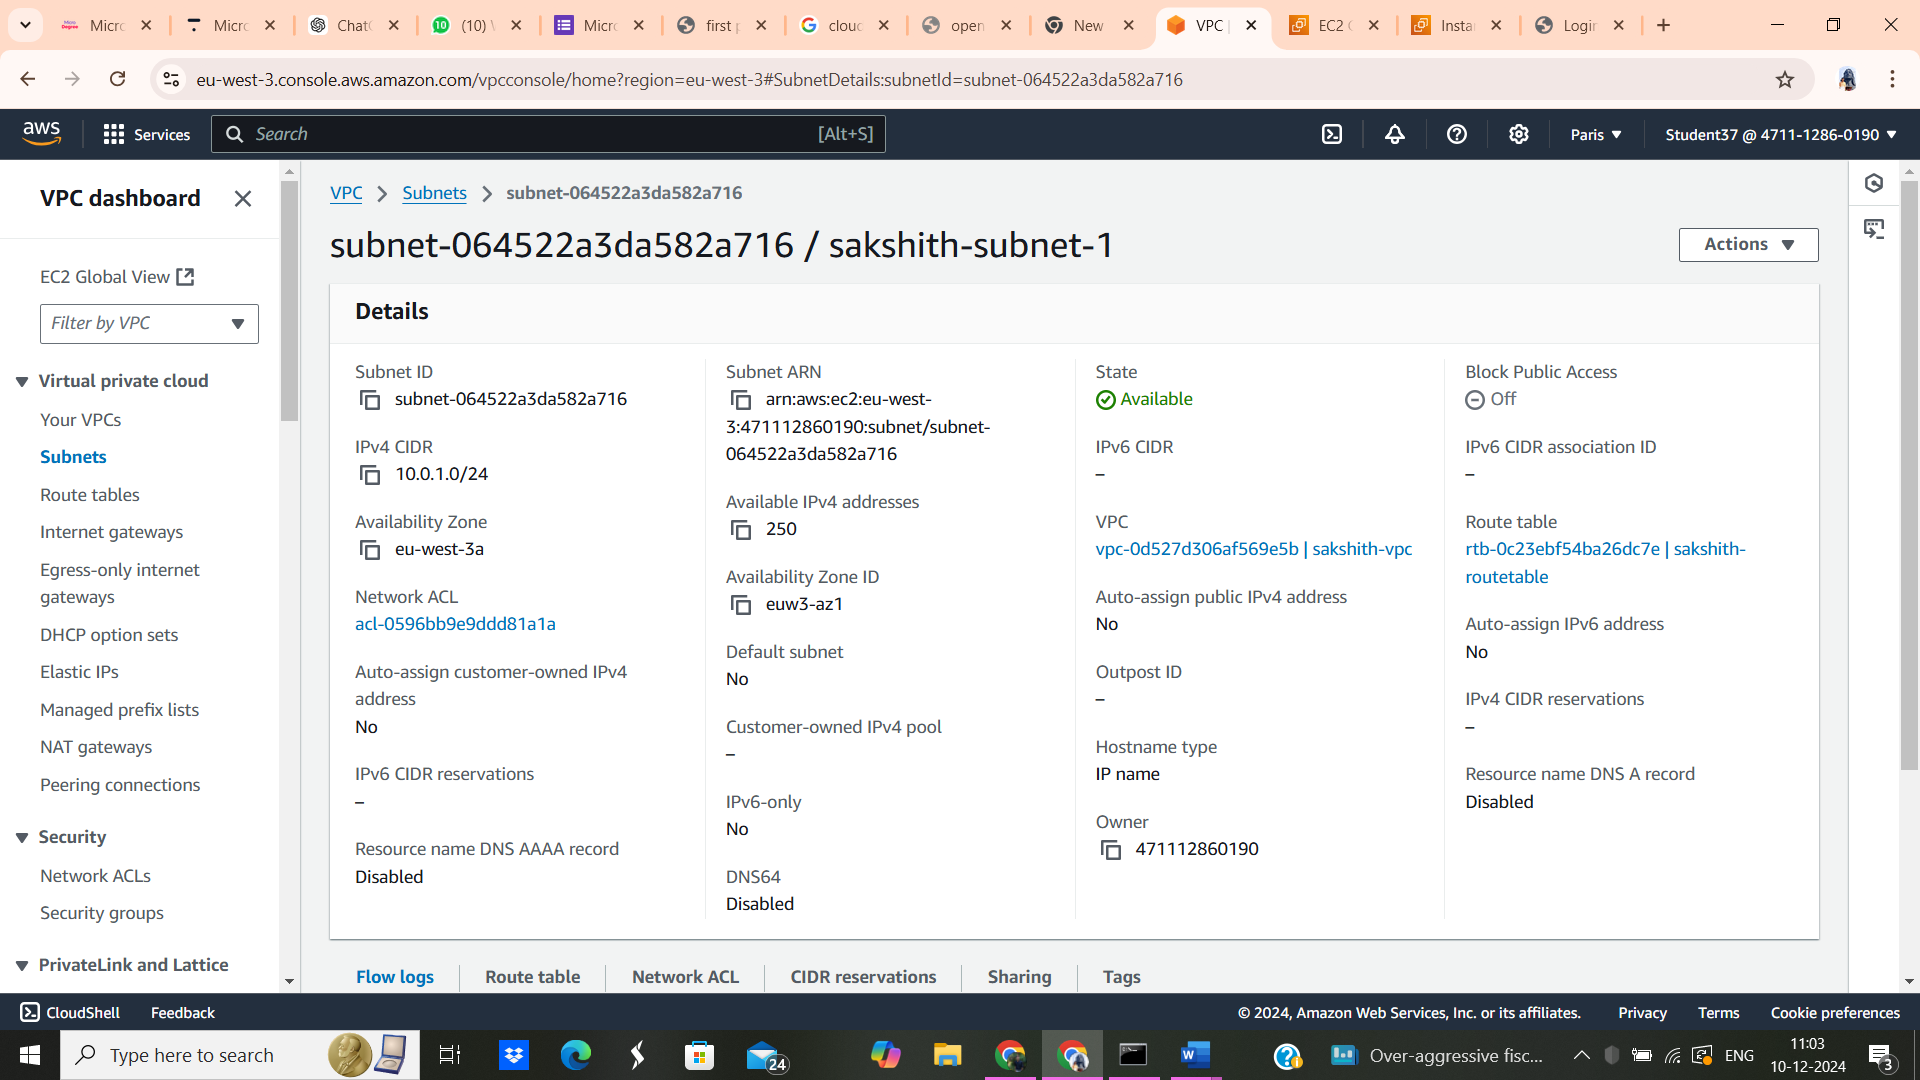 Micro
Micro
ChatG
(10) W
Micro
first p
cloud
open
New
VPC |
EC2 G
Instan
Login
eu-west-3.console.aws.amazon.com/vpcconsole/home?region=eu-west-3#SubnetDetails:subnetId=subnet-064522a3da582a716
aws
Services
Search
[Alt+S]
Paris
Student37 @ 4711-1286-0190
VPC dashboard
EC2 Global View
Filter by VPC
Virtual private cloud
Your VPCs
Subnets
Route tables
Internet gateways
Egress-only internet
gateways
DHCP option sets
Elastic IPs
Managed prefix lists
NAT gateways
Peering connections
Security
Network ACLs
Security groups
PrivateLink and Lattice
VPC
Subnets
subnet-064522a3da582a716
subnet-064522a3da582a716 / sakshith-subnet-1
Actions
Details
Subnet ID
subnet-064522a3da582a716
IPv4 CIDR
10.0.1.0/24
Availability Zone
eu-west-3a
Network ACL
acl-0596bb9e9ddd81a1a
Auto-assign customer-owned IPv4
address
No
IPv6 CIDR reservations
–
Resource name DNS AAAA record
Disabled
Subnet ARN
arn:aws:ec2:eu-west-
3:471112860190:subnet/subnet-
064522a3da582a716
Available IPv4 addresses
250
Availability Zone ID
euw3-az1
Default subnet
No
Customer-owned IPv4 pool
–
IPv6-only
No
DNS64
Disabled
State
Available
IPv6 CIDR
–
VPC
vpc-0d527d306af569e5b | sakshith-vpc
Auto-assign public IPv4 address
No
Outpost ID
–
Hostname type
IP name
Owner
471112860190
Block Public Access
Off
IPv6 CIDR association ID
–
Route table
rtb-0c23ebf54ba26dc7e | sakshith-
routetable
Auto-assign IPv6 address
No
IPv4 CIDR reservations
–
Resource name DNS A record
Disabled
Flow logs
Route table
Network ACL
CIDR reservations
Sharing
Tags
CloudShell
Feedback
© 2024, Amazon Web Services, Inc. or its affiliates.
Privacy
Terms
Cookie preferences
Type here to search
24
Over-aggressive fisc...
ENG
11:03
10-12-2024
3